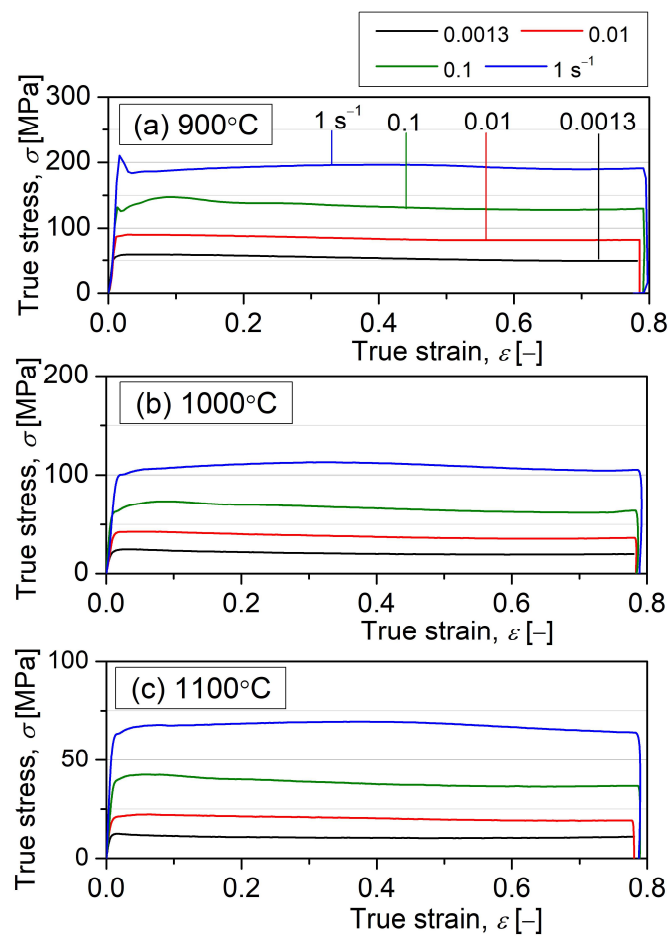 0.0013 0.01
0.1 1 s⁻¹
300
(a) 900°C 1 s⁻¹ 0.1 0.01 0.0013
200
100
0
0.0 0.2 0.4 0.6 0.8
True stress, σ [MPa]
True strain, ε [–]
200
(b) 1000°C
100
0
0.0 0.2 0.4 0.6 0.8
True stress, σ [MPa]
True strain, ε [–]
100
(c) 1100°C
50
0
0.0 0.2 0.4 0.6 0.8
True stress, σ [MPa]
True strain, ε [–]